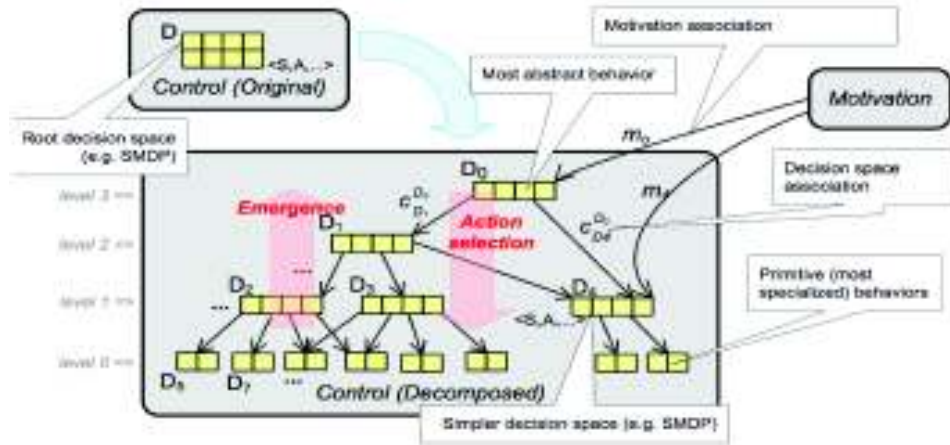 D
<S,A,...>
Control (Original)
Root decision space
(e.g. SMDP)
Motivation association
Most abstract behavior
Motivation
m₀
m₄
Decision space
association
level 3 ==
D₀
Emergence
Action
selection
level 2 ==
D₁
...
Primitive (most
specialized) behaviors
level 1 ==
...
D₂
D₃
D₄
<S,A,...>
level 0 ==
D₇
...
Control (Decomposed)
Simpler decision space (e.g. SMDP)